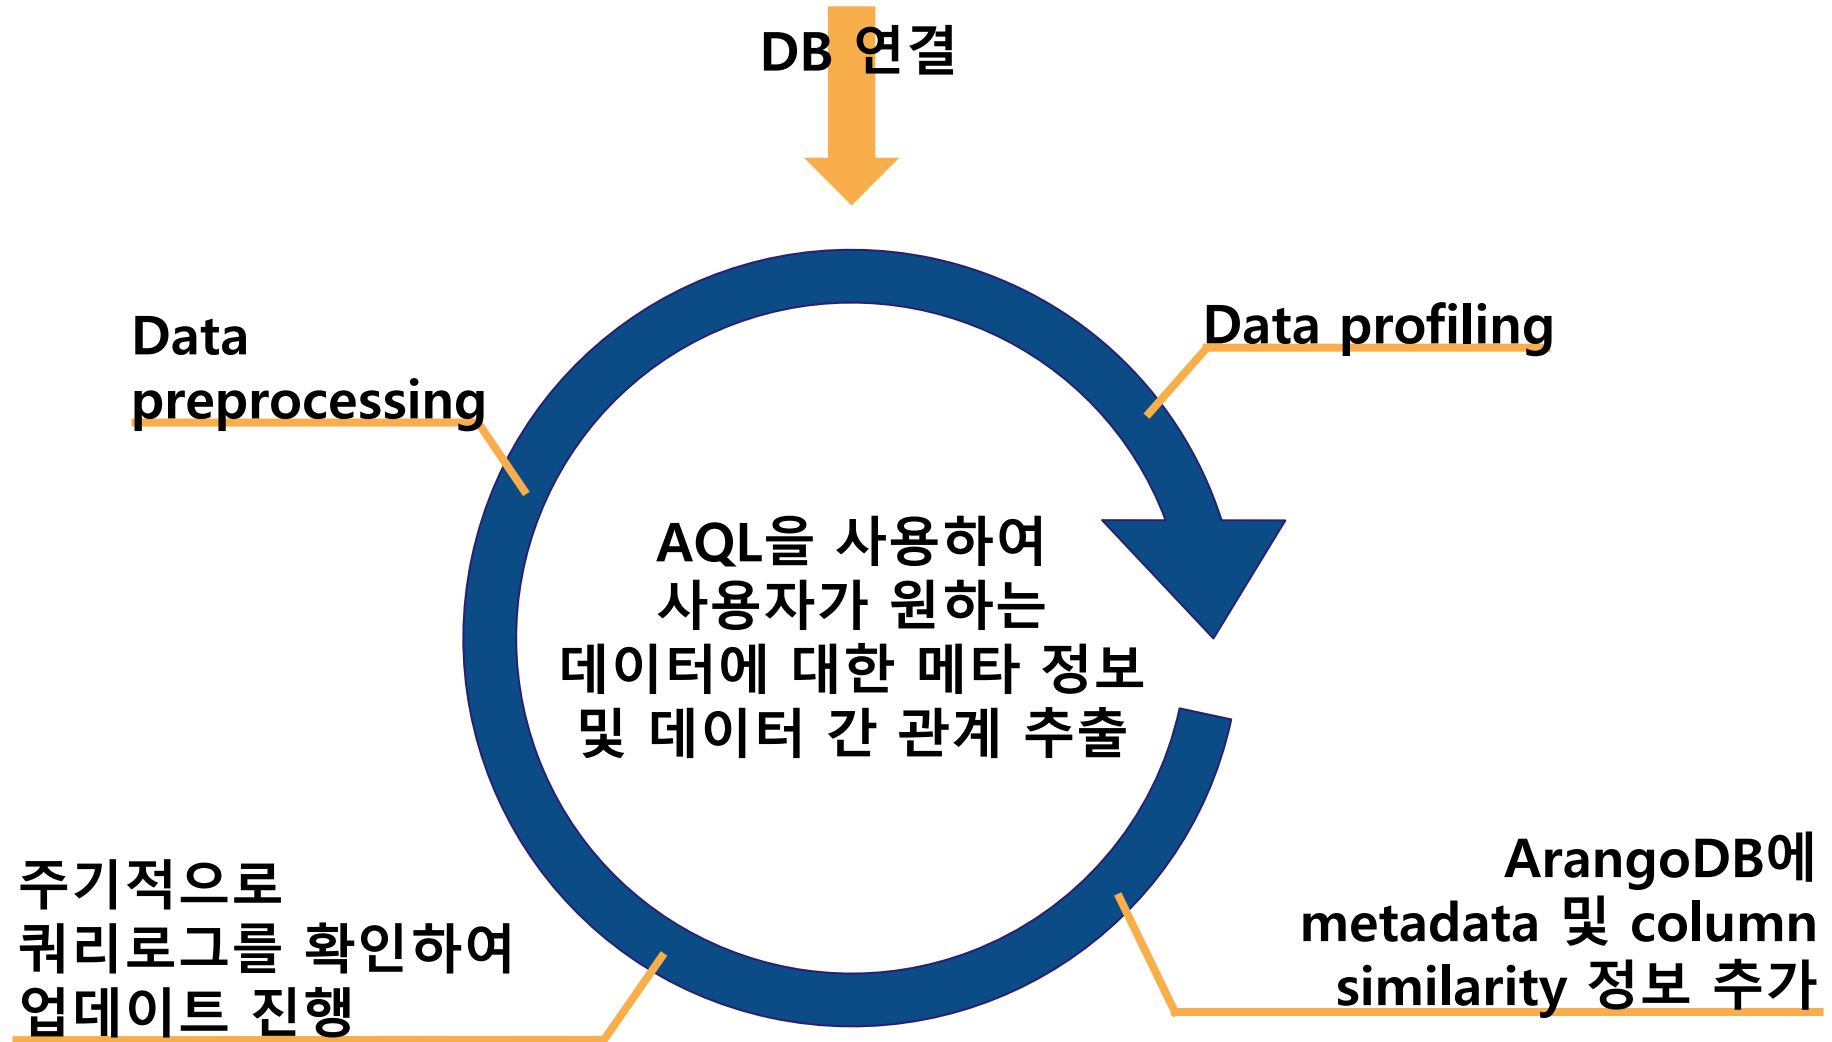 DB 연결
Data
preprocessing
Data profiling
AQL을 사용하여
사용자가 원하는
데이터에 대한 메타 정보
및 데이터 간 관계 추출
주기적으로
쿼리로그를 확인하여
업데이트 진행
ArangoDB에
metadata 및 column
similarity 정보 추가